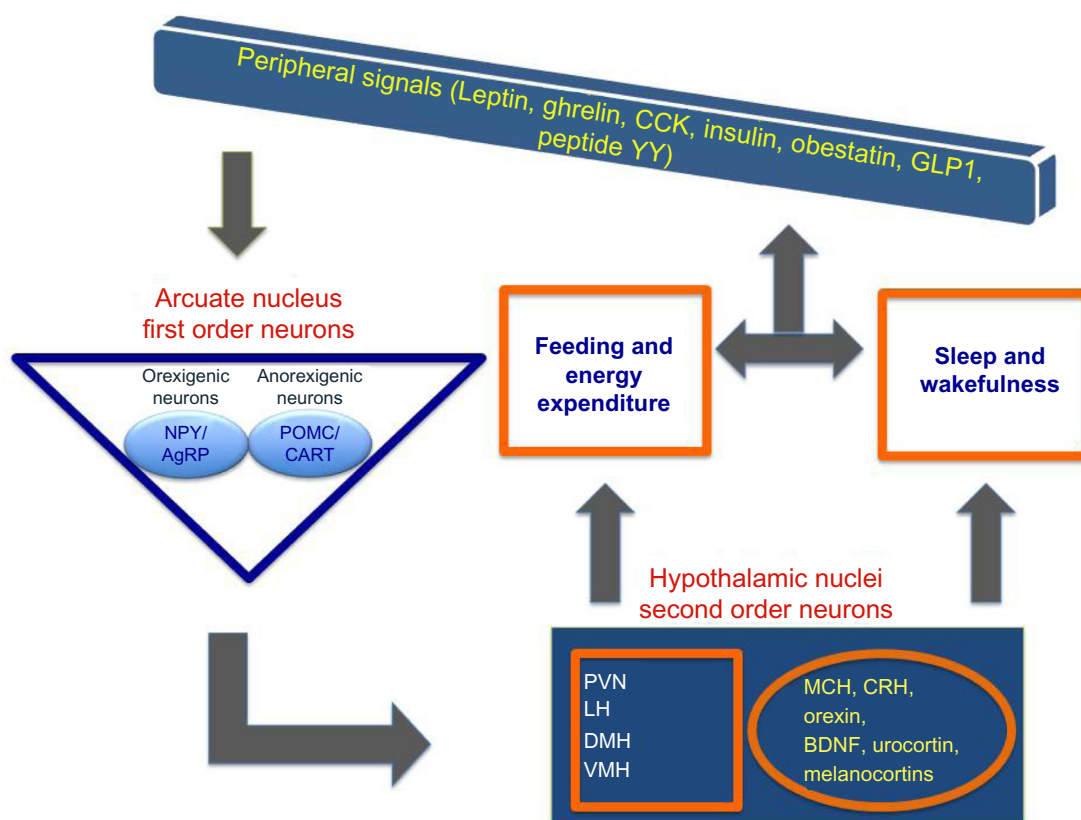 Peripheral signals (Leptin, ghrelin, CCK, insulin, obestatin, GLP1,
peptide YY)
Arcuate nucleus
first order neurons
Orexigenic
neurons
Anorexigenic
neurons
NPY/
AgRP
POMC/
CART
Feeding and
energy
expenditure
Sleep and
wakefulness
Hypothalamic nuclei
second order neurons
PVN
LH
DMH
VMH
MCH, CRH,
orexin,
BDNF, urocortin,
melanocortins